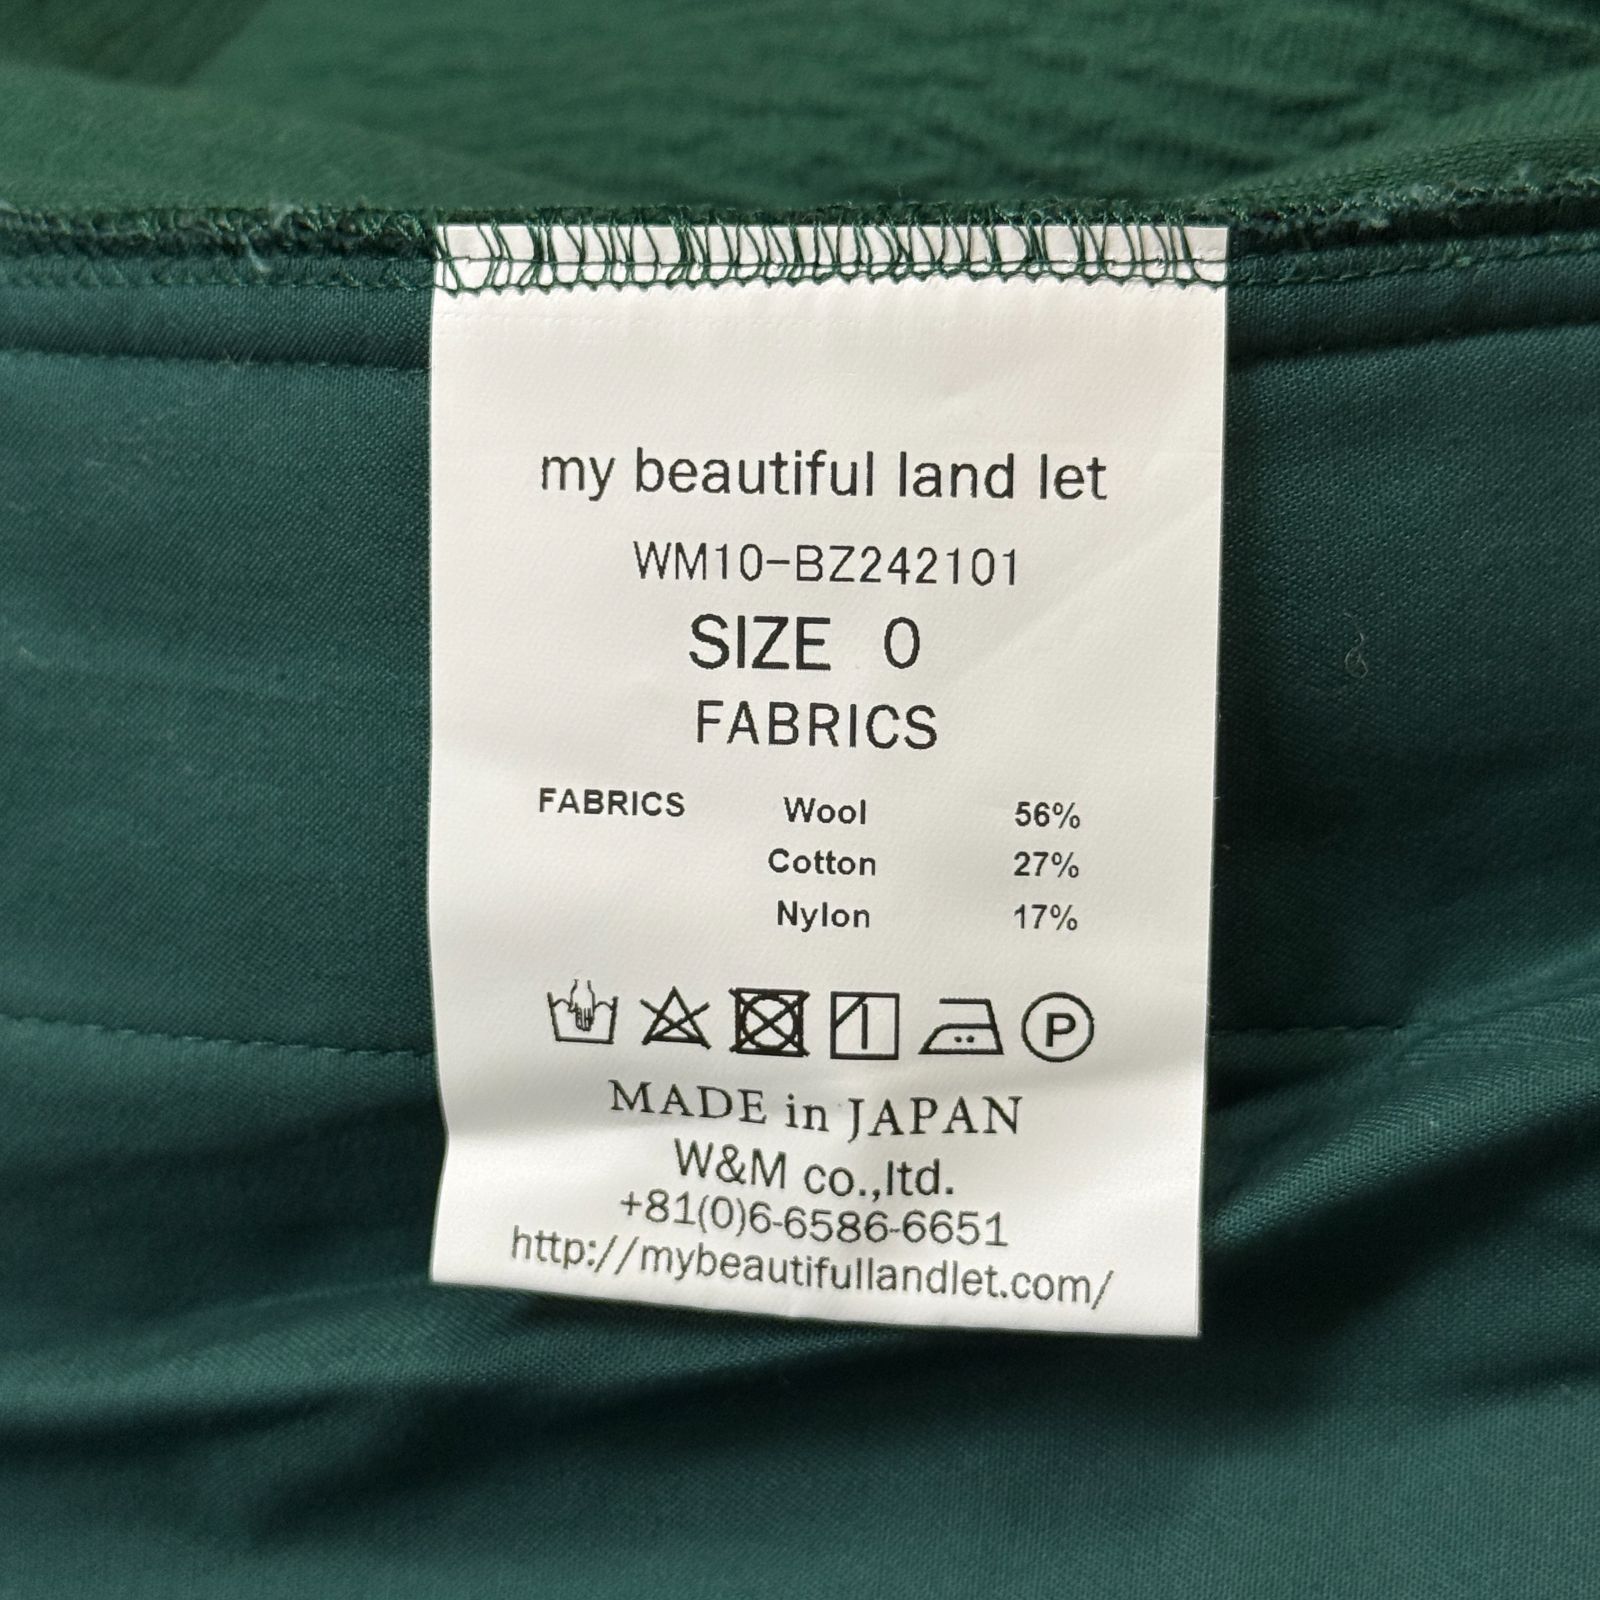 my beautiful land let
WM10-BZ242101
SIZE 0
FABRICS
FABRICS Wool 56%
Cotton 27%
Nylon 17%
P
MADE in JAPAN
W&M co.,ltd.
+81(0)6-6586-6651
http://mybeautifullandlet.com/